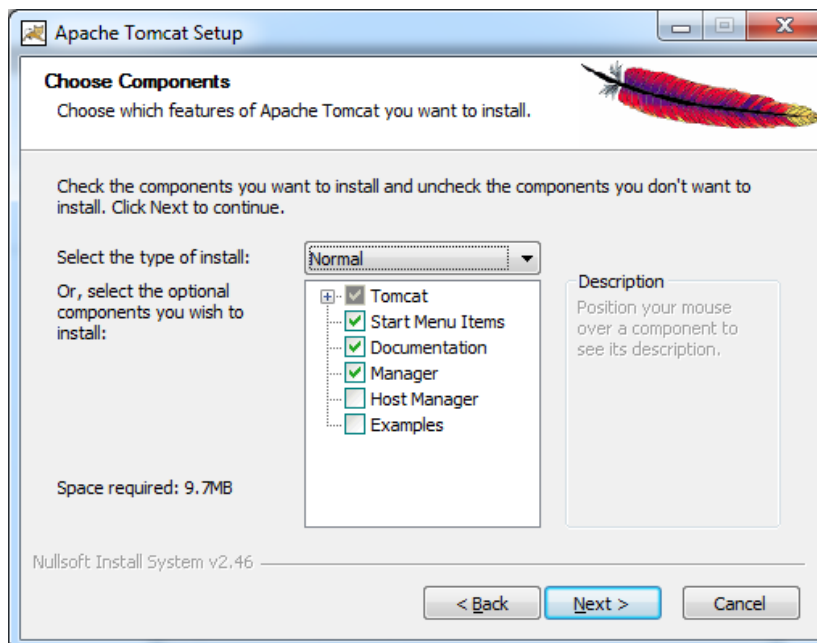 Apache Tomcat Setup
Choose Components
Choose which features of Apache Tomcat you want to install.
Check the components you want to install and uncheck the components you don't want to
install. Click Next to continue.
Select the type of install:
Normal
Or, select the optional
components you wish to
install:
Tomcat
Start Menu Items
Documentation
Manager
Host Manager
Examples
Description
Position your mouse
over a component to
see its description.
Space required: 9.7MB
Nullsoft Install System v2.46
< Back
Next >
Cancel